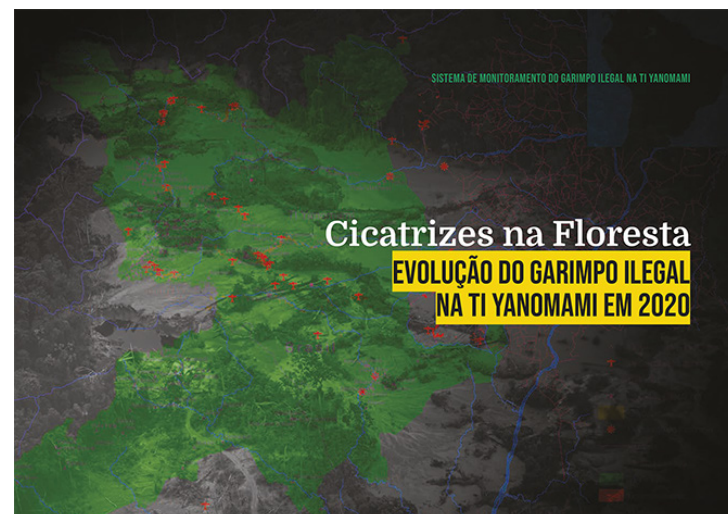 SISTEMA DE MONITORAMENTO DO GARIMPO ILEGAL NA TI YANOMAMI
Cicatrizes na Floresta
EVOLUÇÃO DO GARIMPO ILEGAL
NA TI YANOMAMI EM 2020